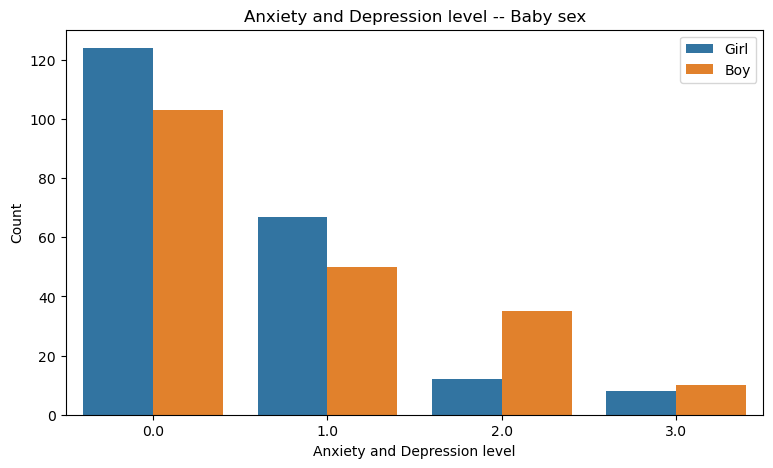 Anxiety and Depression level -- Baby sex
Girl
Boy
120
100
80
60
40
20
0
Count
0.0 1.0 2.0 3.0
Anxiety and Depression level